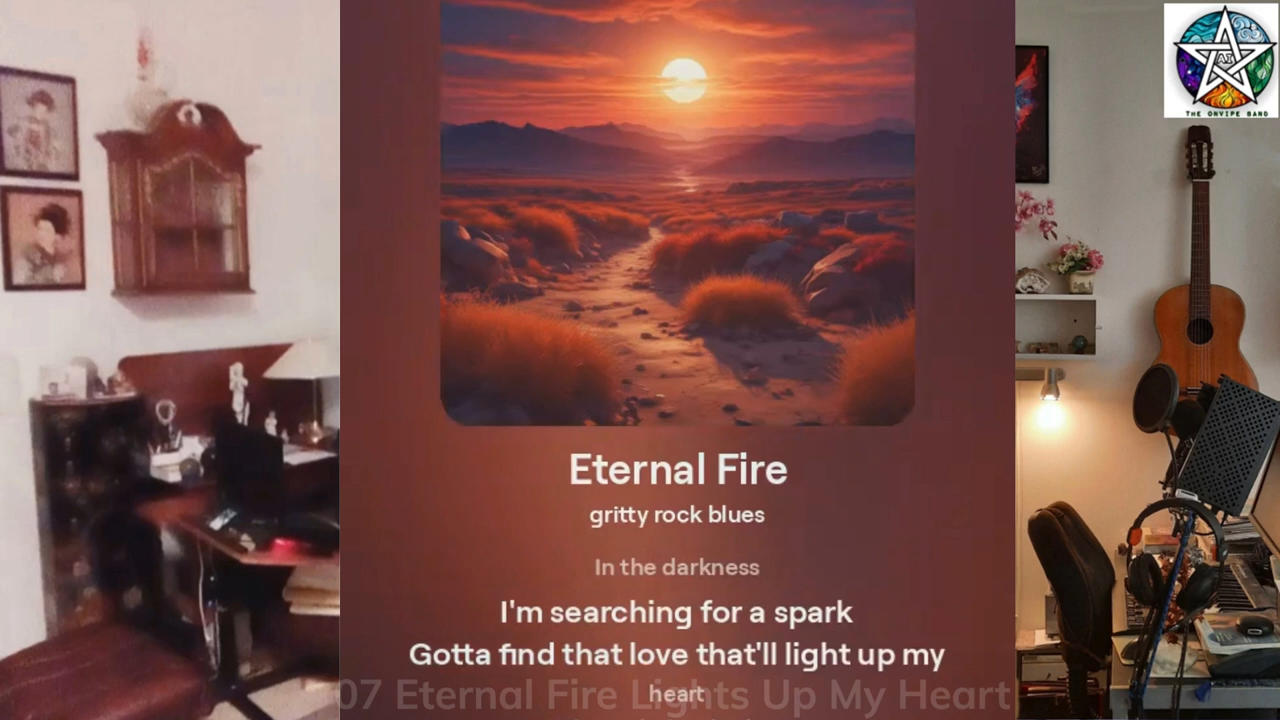 AI
THE ONVIPE BAND
Eternal Fire
gritty rock blues
In the darkness
I'm searching for a spark
Gotta find that love that'll light up my
heart
07 Eternal Fire Lights Up My Heart